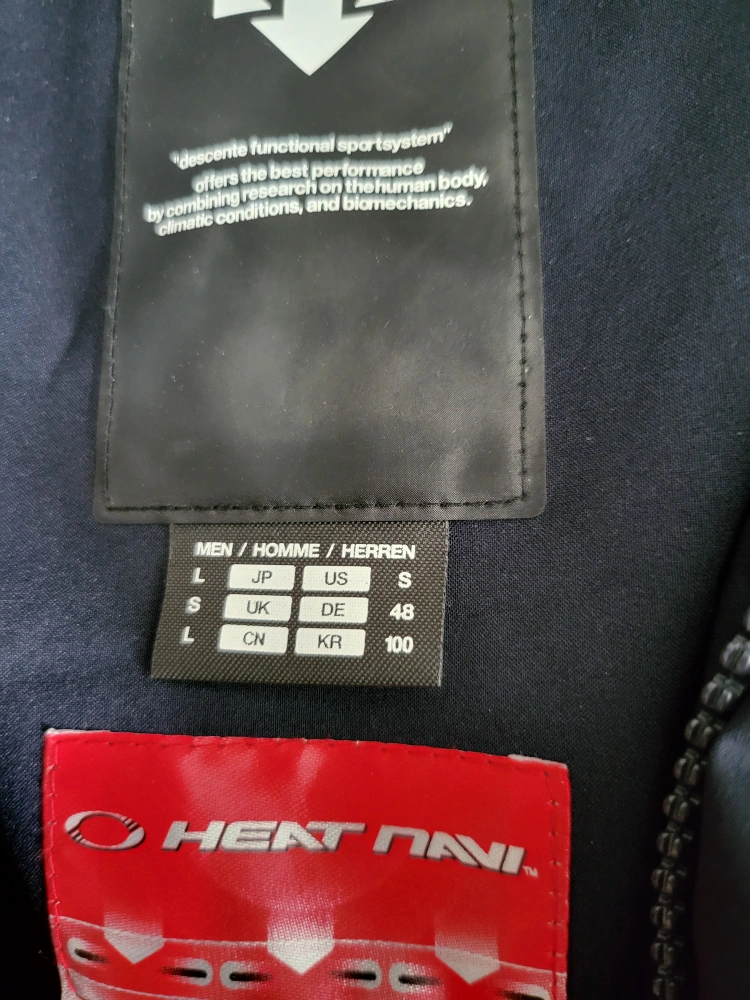 "descente functional sportsystem"
offers the best performance
by combining research on the human body,
climatic conditions, and biomechanics.
MEN / HOMME / HERREN
L JP US S
S UK DE 48
L CN KR 100
HEAT NAVI™